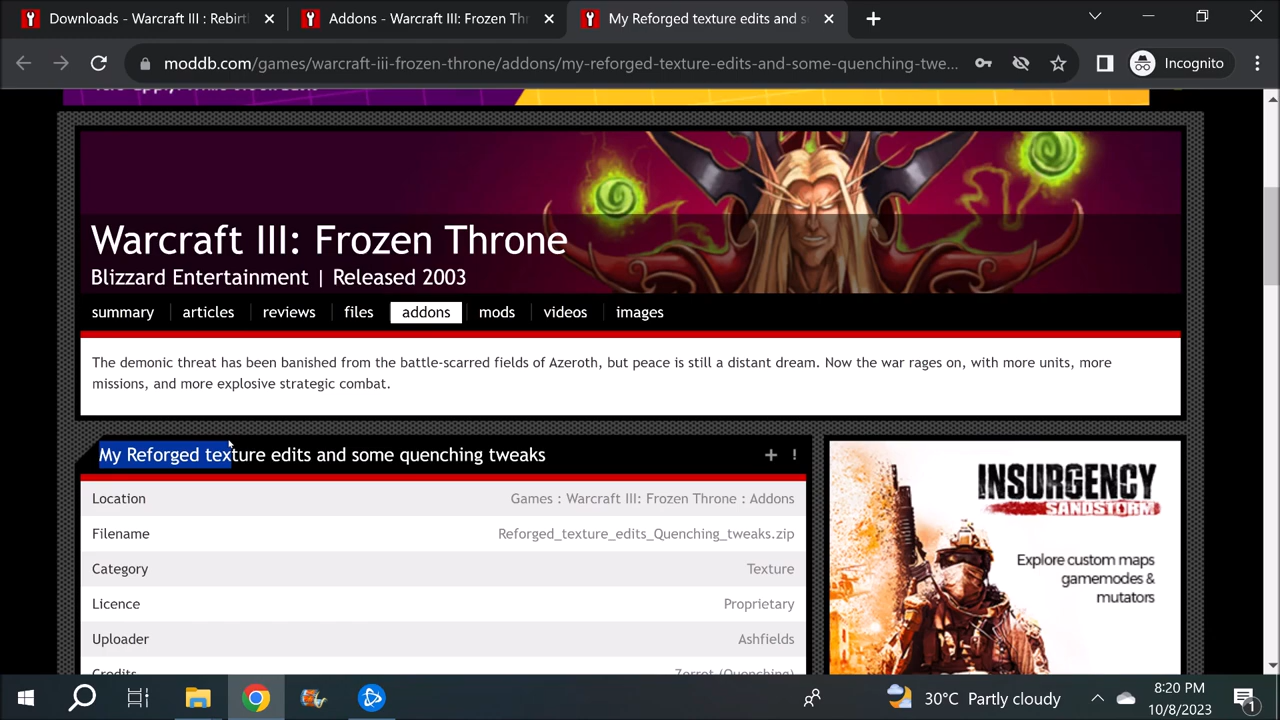 Downloads - Warcraft III : Rebirt
Addons - Warcraft III: Frozen Thr
My Reforged texture edits and s
moddb.com/games/warcraft-iii-frozen-throne/addons/my-reforged-texture-edits-and-some-quenching-twe...
Incognito
Warcraft III: Frozen Throne
Blizzard Entertainment | Released 2003
summary articles reviews files addons mods videos images
The demonic threat has been banished from the battle-scarred fields of Azeroth, but peace is still a distant dream. Now the war rages on, with more units, more
missions, and more explosive strategic combat.
My Reforged texture edits and some quenching tweaks
Location Games : Warcraft III: Frozen Throne : Addons
Filename Reforged_texture_edits_Quenching_tweaks.zip
Category Texture
Licence Proprietary
Uploader Ashfields
Credits Zorrot (Quenching)
INSURGENCY
SANDSTORM
Explore custom maps
gamemodes &
mutators
30°C Partly cloudy
8:20 PM
10/8/2023
1